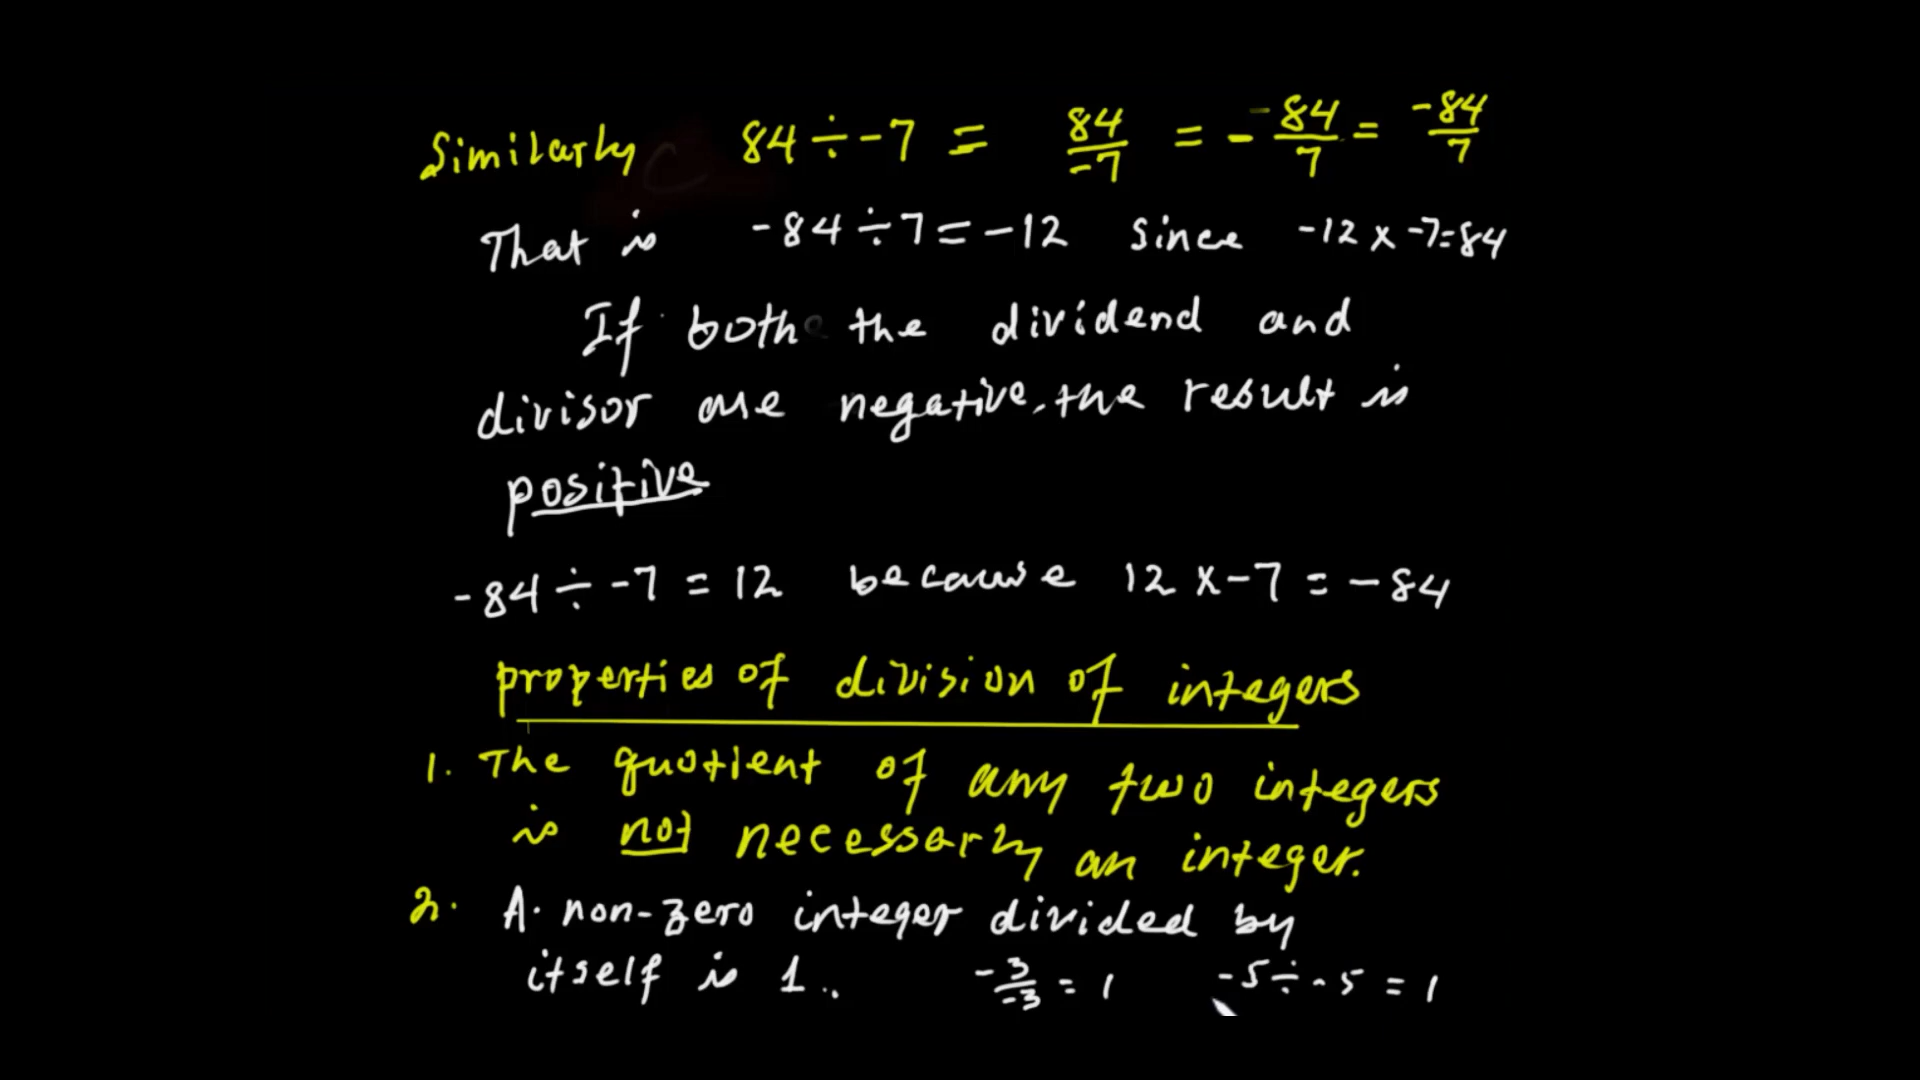 Similarly 84 ÷ -7 = 84/-7 = - -84/7 = -84/7
That is -84 ÷ 7 = -12 since -12 x -7 = 84
If both the dividend and
divisor are negative, the result is
positive
-84 ÷ -7 = 12 because 12 x -7 = -84
properties of division of integers
1. The quotient of any two integers
is not necessarly an integer.
2. A. non-zero integer divided by
itself is 1.. -3/-3 = 1 -5 ÷ -5 = 1